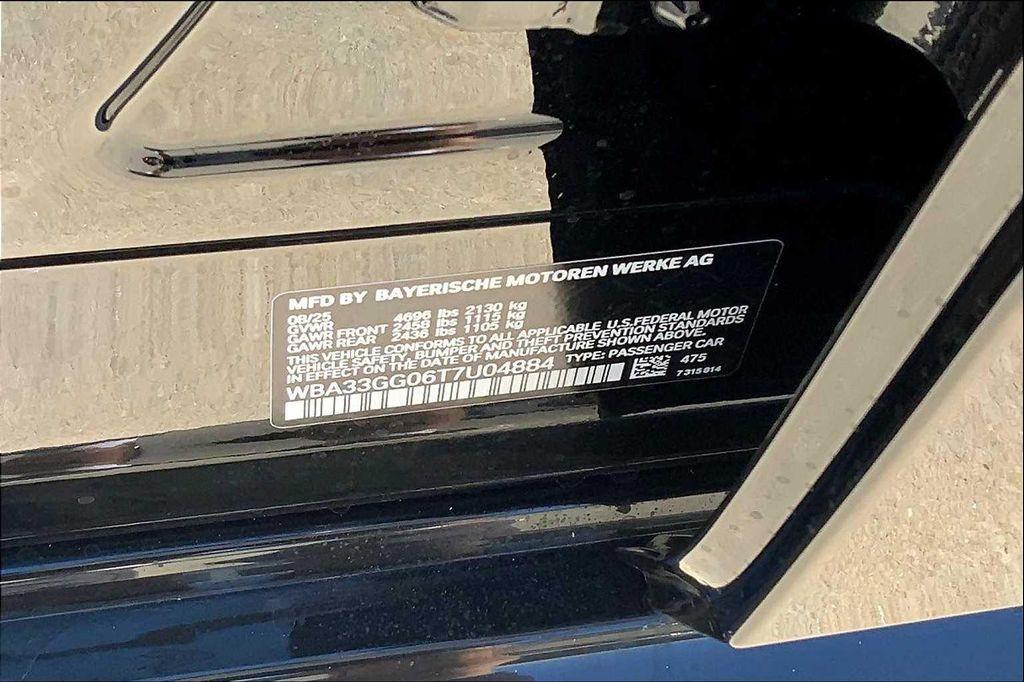 MFD BY BAYERISCHE MOTOREN WERKE AG
08/25
GVWR 4696 lbs 2130 kg
GAWR FRONT 2458 lbs 1115 kg
GAWR REAR 2436 lbs 1105 kg
THIS VEHICLE CONFORMS TO ALL APPLICABLE U.S.FEDERAL MOTOR
VEHICLE SAFETY, BUMPER AND THEFT PREVENTION STANDARDS
IN EFFECT ON THE DATE OF MANUFACTURE SHOWN ABOVE.
WBA33GG06T7U04884 TYPE: PASSENGER CAR
475
7315814